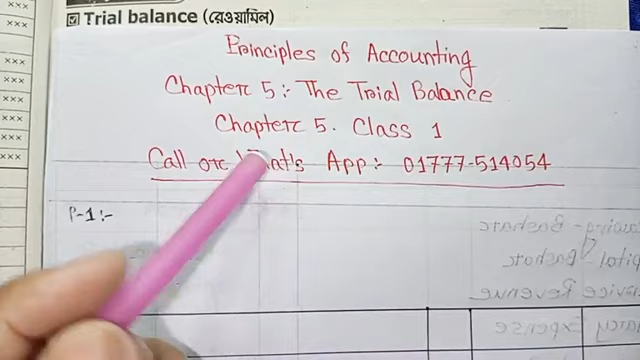 Trial balance (রেওয়ামিল)
Principles of Accounting
Chapter 5:- The Trial Balance
Chapter 5. Class 1
Call or What's App:- 01777-514054
P-1:-
×××
×××
×××
×××
×××
×××
×××